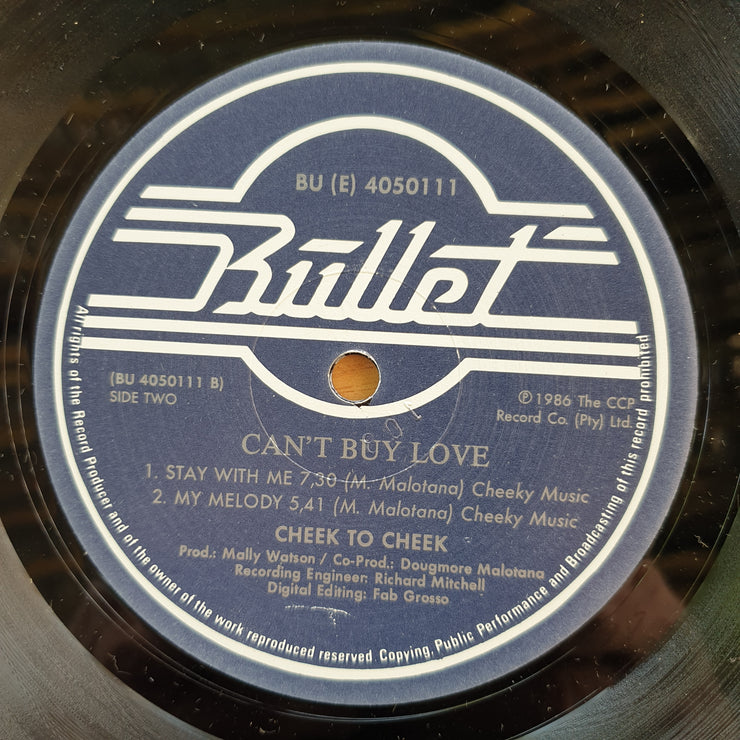 BU (E) 4050111
Bullet
(BU 4050111 B)
SIDE TWO
℗ 1986 The CCP
Record Co. (Pty) Ltd.
CAN'T BUY LOVE
1. STAY WITH ME 7,30 (M. Malotana) Cheeky Music
2. MY MELODY 5,41 (M. Malotana) Cheeky Music
CHEEK TO CHEEK
Prod.: Mally Watson / Co-Prod.: Dougmore Malotana
Recording Engineer: Richard Mitchell
Digital Editing: Fab Grosso
All rights of the Record Producer and of the owner of the work reproduced reserved. Copying, Public Performance and Broadcasting of this record prohibited